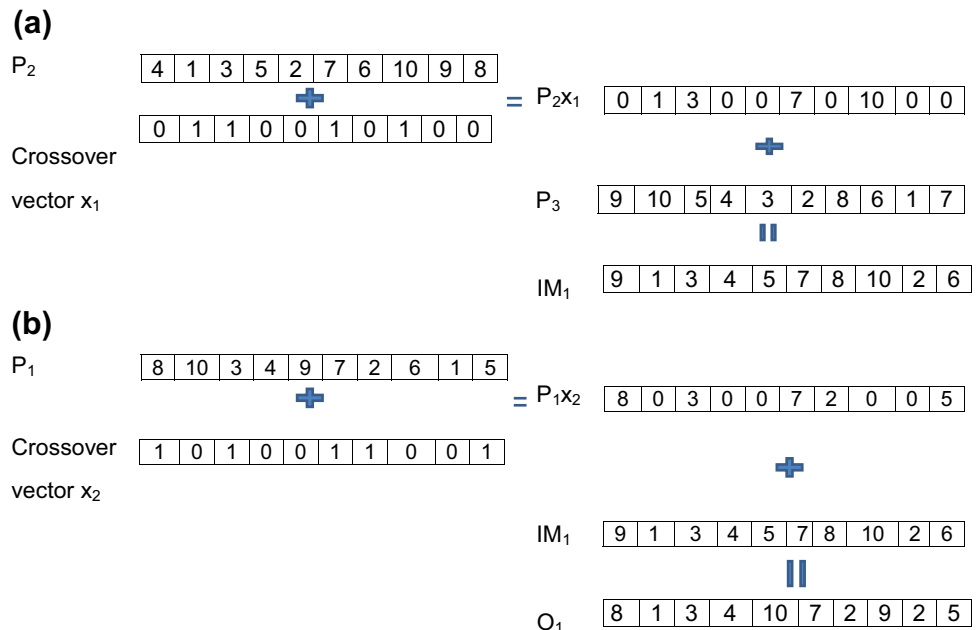 (a)
P₂ 4 1 3 5 2 7 6 10 9 8
= P₂x₁ 0 1 3 0 0 7 0 10 0 0
0 1 1 0 0 1 0 1 0 0
Crossover
vector x₁
P₃ 9 10 5 4 3 2 8 6 1 7
IM₁ 9 1 3 4 5 7 8 10 2 6
(b)
P₁ 8 10 3 4 9 7 2 6 1 5
= P₁x₂ 8 0 3 0 0 7 2 0 0 5
Crossover
vector x₂
1 0 1 0 0 1 1 0 0 1
IM₁ 9 1 3 4 5 7 8 10 2 6
O₁ 8 1 3 4 10 7 2 9 2 5